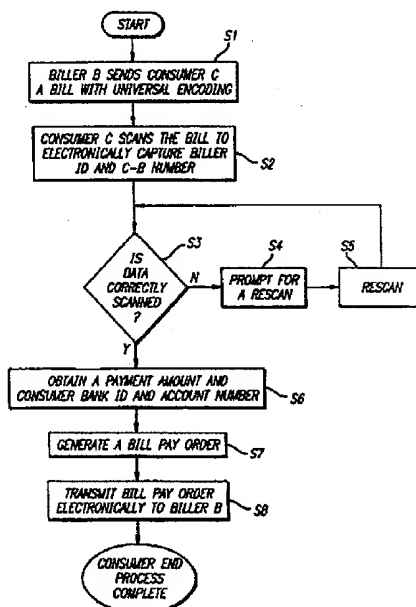 START
S1
BILLER B SENDS CONSUMER C
A BILL WITH UNIVERSAL ENCODING
CONSUMER C SCANS THE BILL TO
ELECTRONICALLY CAPTURE BILLER
ID AND C-B NUMBER
S2
S3
IS
DATA
CORRECTLY
SCANNED
?
N
Y
S4
PROMPT FOR
A RESCAN
S5
RESCAN
OBTAIN A PAYMENT AMOUNT AND
CONSUMER BANK ID AND ACCOUNT NUMBER
S6
GENERATE A BILL PAY ORDER
S7
TRANSMIT BILL PAY ORDER
ELECTRONICALLY TO BILLER B
S8
CONSUMER END
PROCESS
COMPLETE